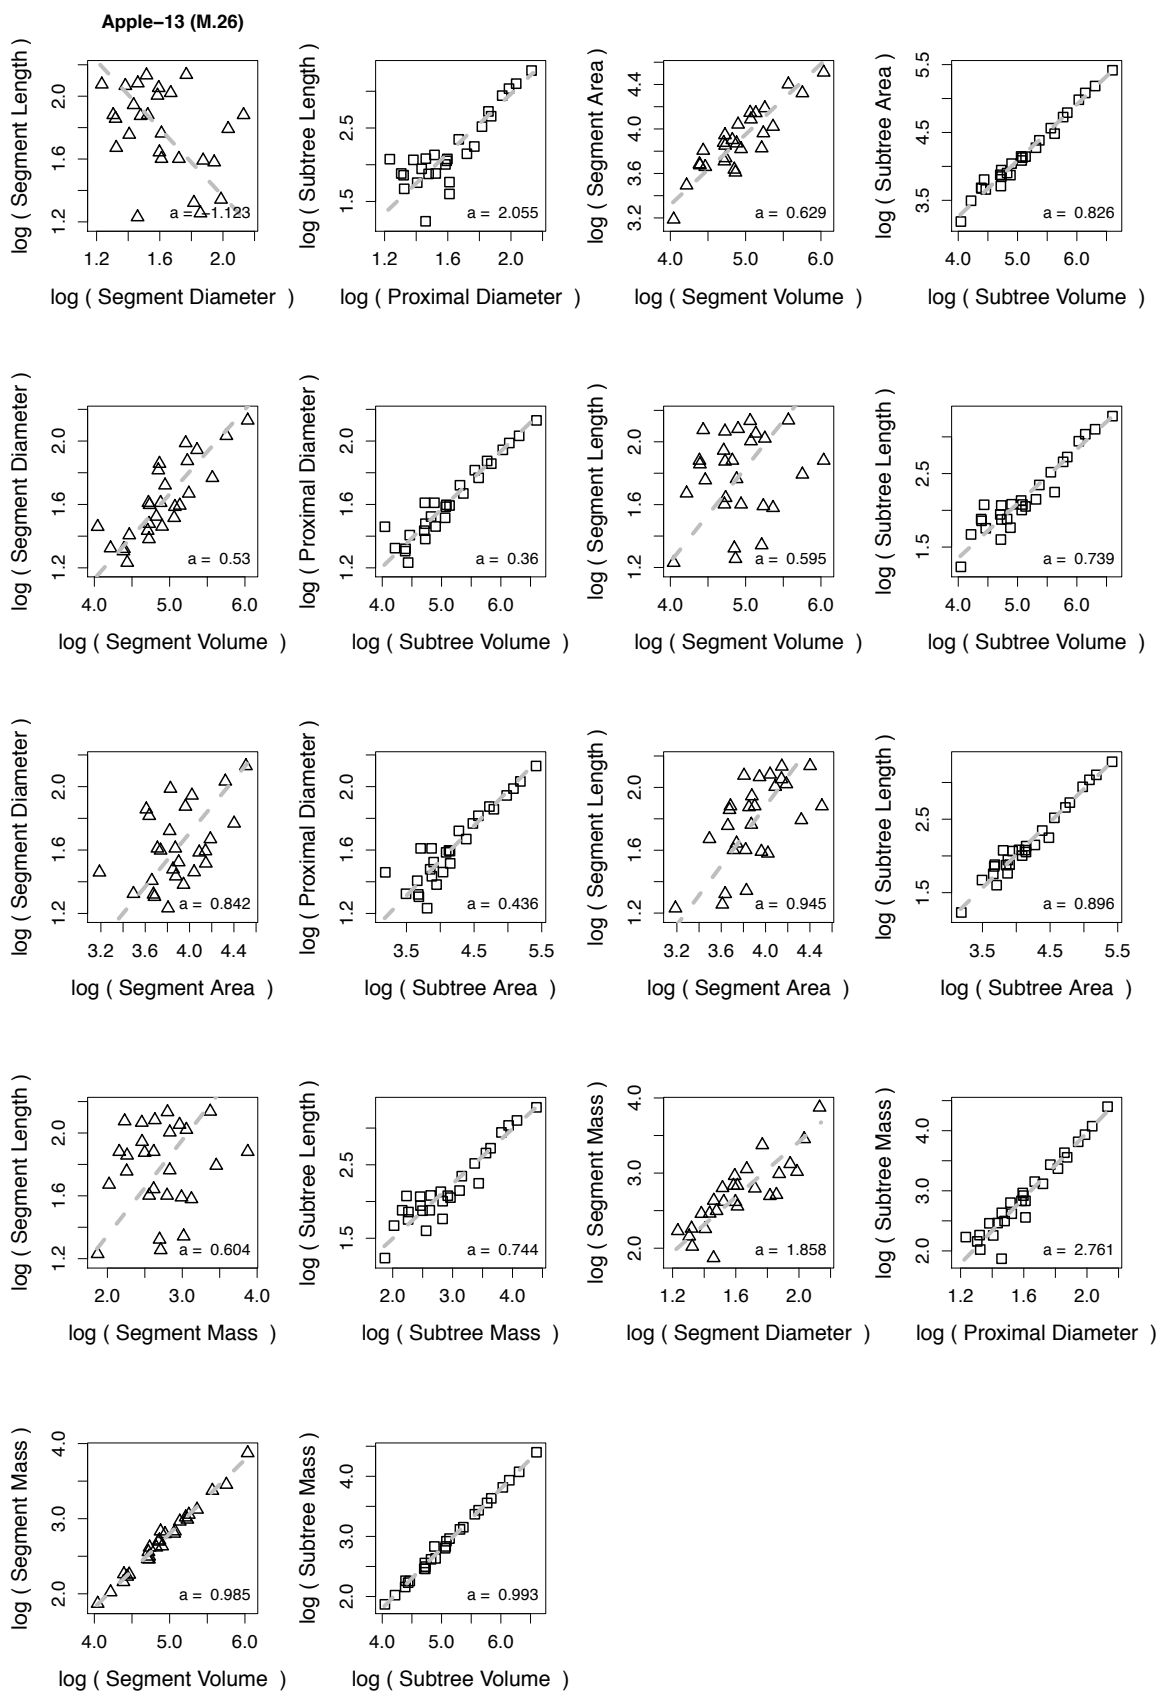 Apple−13 (M.26)
log ( Segment Length )
2.0
1.6
1.2
a = −1.123
1.2 1.6 2.0
log ( Segment Diameter )
log ( Subtree Length )
2.5
1.5
a = 2.055
1.2 1.6 2.0
log ( Proximal Diameter )
log ( Segment Area )
4.4
4.0
3.6
3.2
a = 0.629
4.0 5.0 6.0
log ( Segment Volume )
log ( Subtree Area )
5.5
4.5
3.5
a = 0.826
4.0 5.0 6.0
log ( Subtree Volume )
log ( Segment Diameter )
2.0
1.6
1.2
a = 0.53
4.0 5.0 6.0
log ( Segment Volume )
log ( Proximal Diameter )
2.0
1.6
1.2
a = 0.36
4.0 5.0 6.0
log ( Subtree Volume )
log ( Segment Length )
2.0
1.6
1.2
a = 0.595
4.0 5.0 6.0
log ( Segment Volume )
log ( Subtree Length )
2.5
1.5
a = 0.739
4.0 5.0 6.0
log ( Subtree Volume )
log ( Segment Diameter )
2.0
1.6
1.2
a = 0.842
3.2 3.6 4.0 4.4
log ( Segment Area )
log ( Proximal Diameter )
2.0
1.6
1.2
a = 0.436
3.5 4.5 5.5
log ( Subtree Area )
log ( Segment Length )
2.0
1.6
1.2
a = 0.945
3.2 3.6 4.0 4.4
log ( Segment Area )
log ( Subtree Length )
2.5
1.5
a = 0.896
3.5 4.5 5.5
log ( Subtree Area )
log ( Segment Length )
2.0
1.6
1.2
a = 0.604
2.0 3.0 4.0
log ( Segment Mass )
log ( Subtree Length )
2.5
1.5
a = 0.744
2.0 3.0 4.0
log ( Subtree Mass )
log ( Segment Mass )
4.0
3.0
2.0
a = 1.858
1.2 1.6 2.0
log ( Segment Diameter )
log ( Subtree Mass )
4.0
3.0
2.0
a = 2.761
1.2 1.6 2.0
log ( Proximal Diameter )
log ( Segment Mass )
4.0
3.0
2.0
a = 0.985
4.0 5.0 6.0
log ( Segment Volume )
log ( Subtree Mass )
4.0
3.0
2.0
a = 0.993
4.0 5.0 6.0
log ( Subtree Volume )